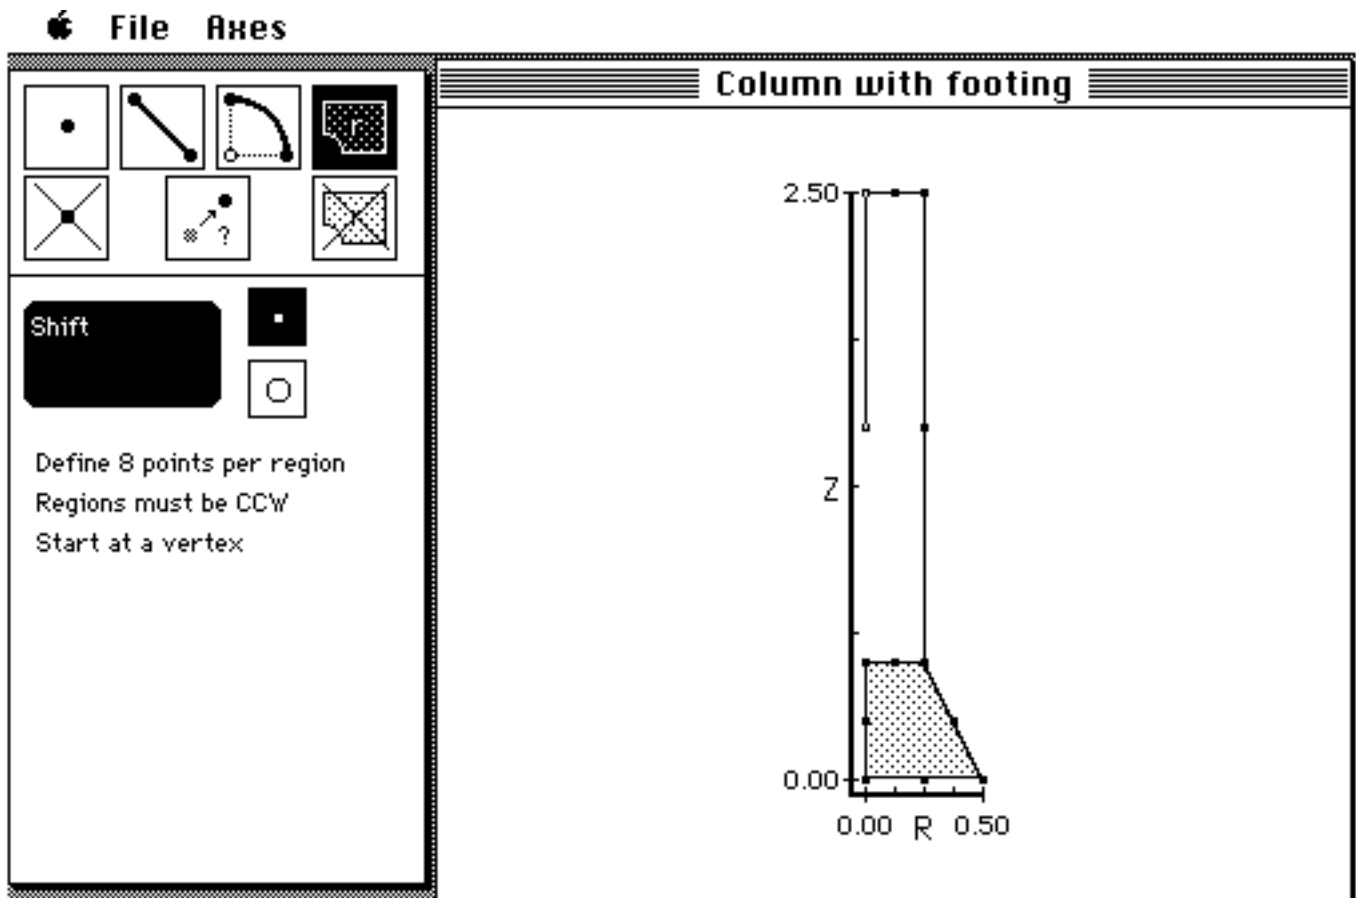 File Axes
Column with footing
r
?
Shift
Define 8 points per region
Regions must be CCW
Start at a vertex
2.50
Z
0.00
0.00 R 0.50